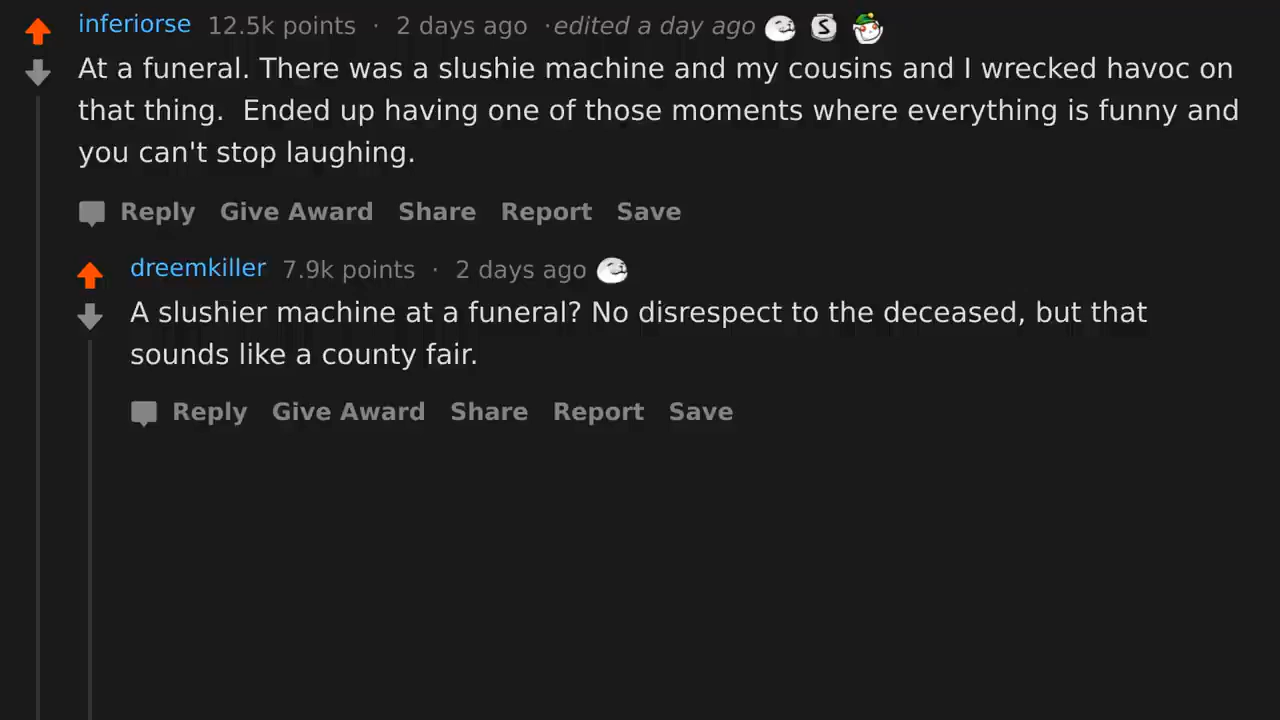 inferiorse 12.5k points · 2 days ago ·edited a day ago S
At a funeral. There was a slushie machine and my cousins and I wrecked havoc on
that thing.  Ended up having one of those moments where everything is funny and
you can't stop laughing.
Reply Give Award Share Report Save
dreemkiller 7.9k points · 2 days ago
A slushier machine at a funeral? No disrespect to the deceased, but that
sounds like a county fair.
Reply Give Award Share Report Save